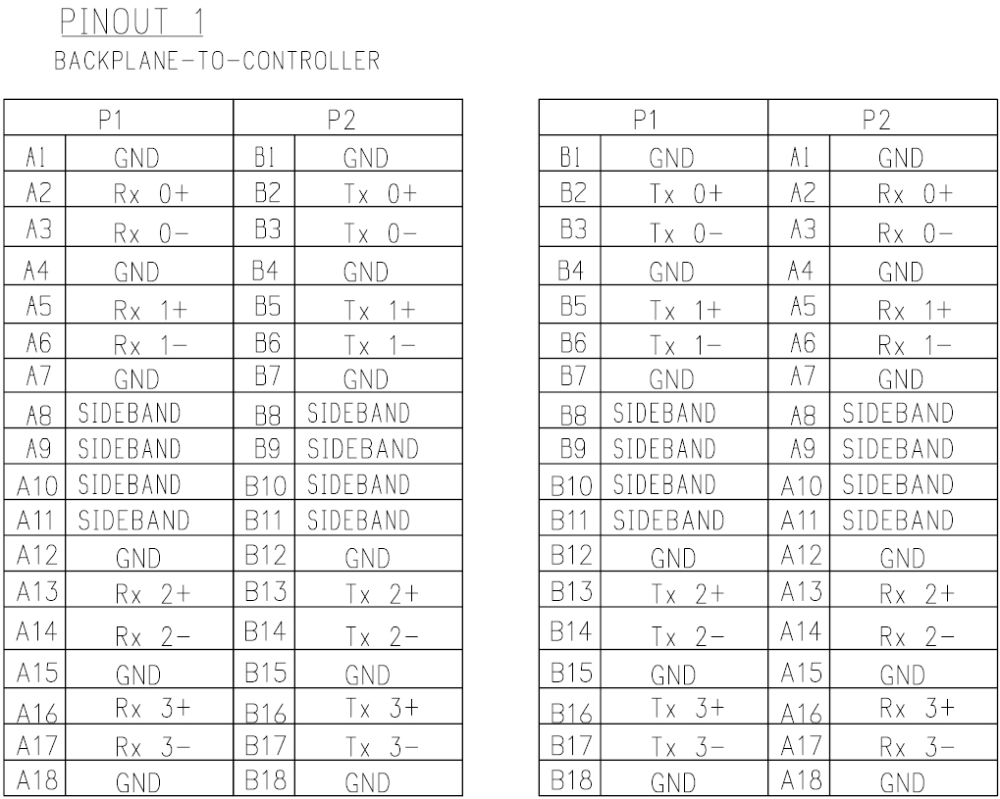 PINOUT 1
BACKPLANE-TO-CONTROLLER
P1 P2 P1 P2
A1 GND B1 GND B1 GND A1 GND
A2 Rx 0+ B2 Tx 0+ B2 Tx 0+ A2 Rx 0+
A3 Rx 0- B3 Tx 0- B3 Tx 0- A3 Rx 0-
A4 GND B4 GND B4 GND A4 GND
A5 Rx 1+ B5 Tx 1+ B5 Tx 1+ A5 Rx 1+
A6 Rx 1- B6 Tx 1- B6 Tx 1- A6 Rx 1-
A7 GND B7 GND B7 GND A7 GND
A8 SIDEBAND B8 SIDEBAND B8 SIDEBAND A8 SIDEBAND
A9 SIDEBAND B9 SIDEBAND B9 SIDEBAND A9 SIDEBAND
A10 SIDEBAND B10 SIDEBAND B10 SIDEBAND A10 SIDEBAND
A11 SIDEBAND B11 SIDEBAND B11 SIDEBAND A11 SIDEBAND
A12 GND B12 GND B12 GND A12 GND
A13 Rx 2+ B13 Tx 2+ B13 Tx 2+ A13 Rx 2+
A14 Rx 2- B14 Tx 2- B14 Tx 2- A14 Rx 2-
A15 GND B15 GND B15 GND A15 GND
A16 Rx 3+ B16 Tx 3+ B16 Tx 3+ A16 Rx 3+
A17 Rx 3- B17 Tx 3- B17 Tx 3- A17 Rx 3-
A18 GND B18 GND B18 GND A18 GND